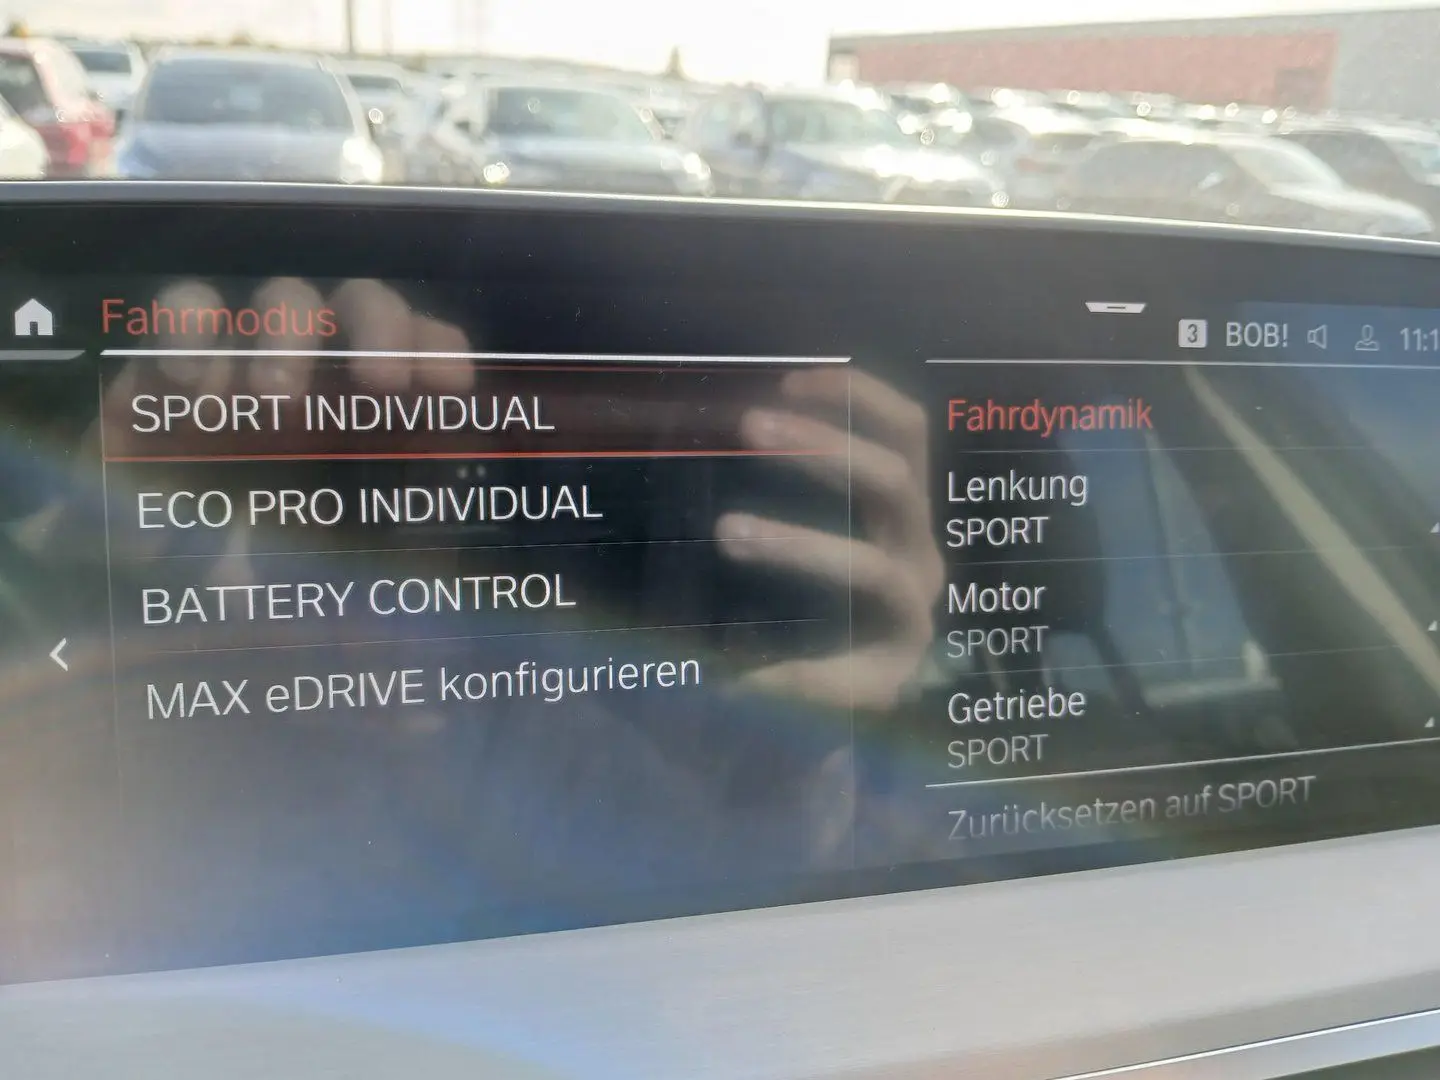 Fahrmodus
SPORT INDIVIDUAL
ECO PRO INDIVIDUAL
BATTERY CONTROL
MAX eDRIVE konfigurieren
3 BOB! 11:1
Fahrdynamik
Lenkung
SPORT
Motor
SPORT
Getriebe
SPORT
Zurücksetzen auf SPORT